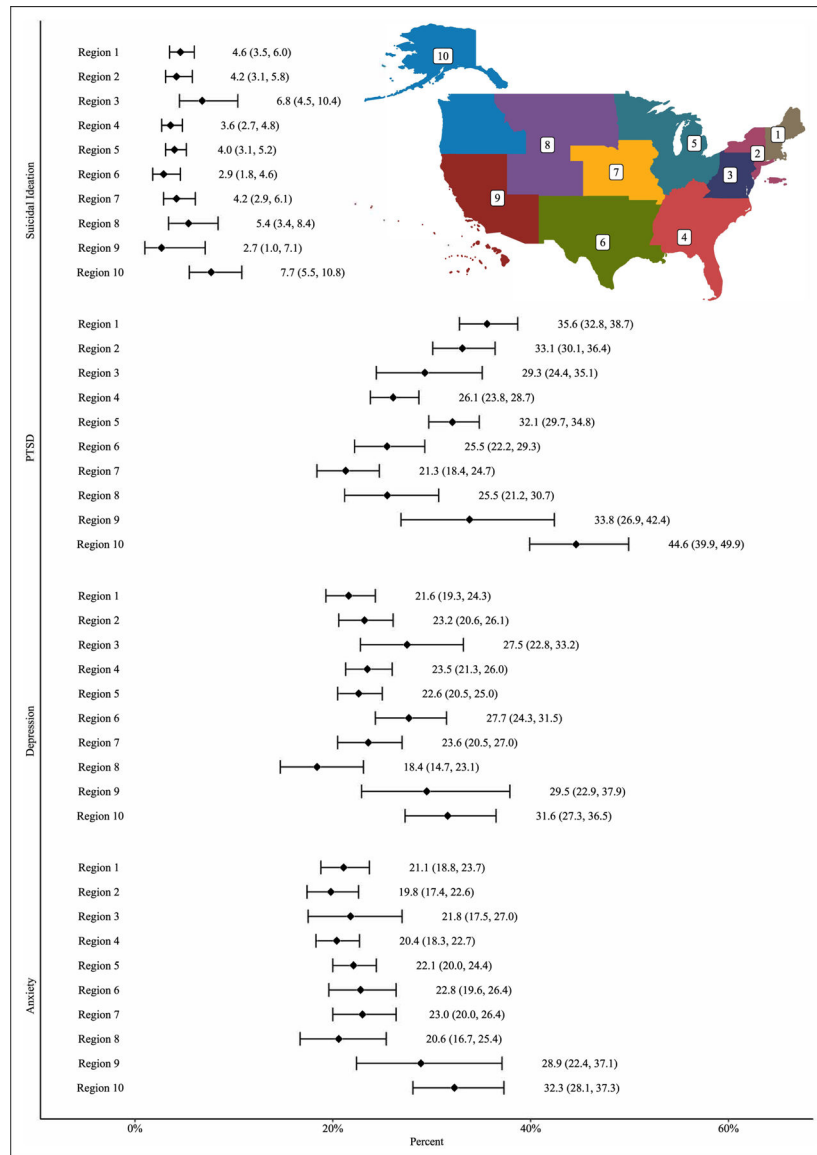 Suicidal Ideation
Region 1 4.6 (3.5, 6.0)
Region 2 4.2 (3.1, 5.8)
Region 3 6.8 (4.5, 10.4)
Region 4 3.6 (2.7, 4.8)
Region 5 4.0 (3.1, 5.2)
Region 6 2.9 (1.8, 4.6)
Region 7 4.2 (2.9, 6.1)
Region 8 5.4 (3.4, 8.4)
Region 9 2.7 (1.0, 7.1)
Region 10 7.7 (5.5, 10.8)
10
1
2
5
8
3
7
9
4
6
PTSD
Region 1 35.6 (32.8, 38.7)
Region 2 33.1 (30.1, 36.4)
Region 3 29.3 (24.4, 35.1)
Region 4 26.1 (23.8, 28.7)
Region 5 32.1 (29.7, 34.8)
Region 6 25.5 (22.2, 29.3)
Region 7 21.3 (18.4, 24.7)
Region 8 25.5 (21.2, 30.7)
Region 9 33.8 (26.9, 42.4)
Region 10 44.6 (39.9, 49.9)
Depression
Region 1 21.6 (19.3, 24.3)
Region 2 23.2 (20.6, 26.1)
Region 3 27.5 (22.8, 33.2)
Region 4 23.5 (21.3, 26.0)
Region 5 22.6 (20.5, 25.0)
Region 6 27.7 (24.3, 31.5)
Region 7 23.6 (20.5, 27.0)
Region 8 18.4 (14.7, 23.1)
Region 9 29.5 (22.9, 37.9)
Region 10 31.6 (27.3, 36.5)
Anxiety
Region 1 21.1 (18.8, 23.7)
Region 2 19.8 (17.4, 22.6)
Region 3 21.8 (17.5, 27.0)
Region 4 20.4 (18.3, 22.7)
Region 5 22.1 (20.0, 24.4)
Region 6 22.8 (19.6, 26.4)
Region 7 23.0 (20.0, 26.4)
Region 8 20.6 (16.7, 25.4)
Region 9 28.9 (22.4, 37.1)
Region 10 32.3 (28.1, 37.3)
0% 20% 40% 60%
Percent